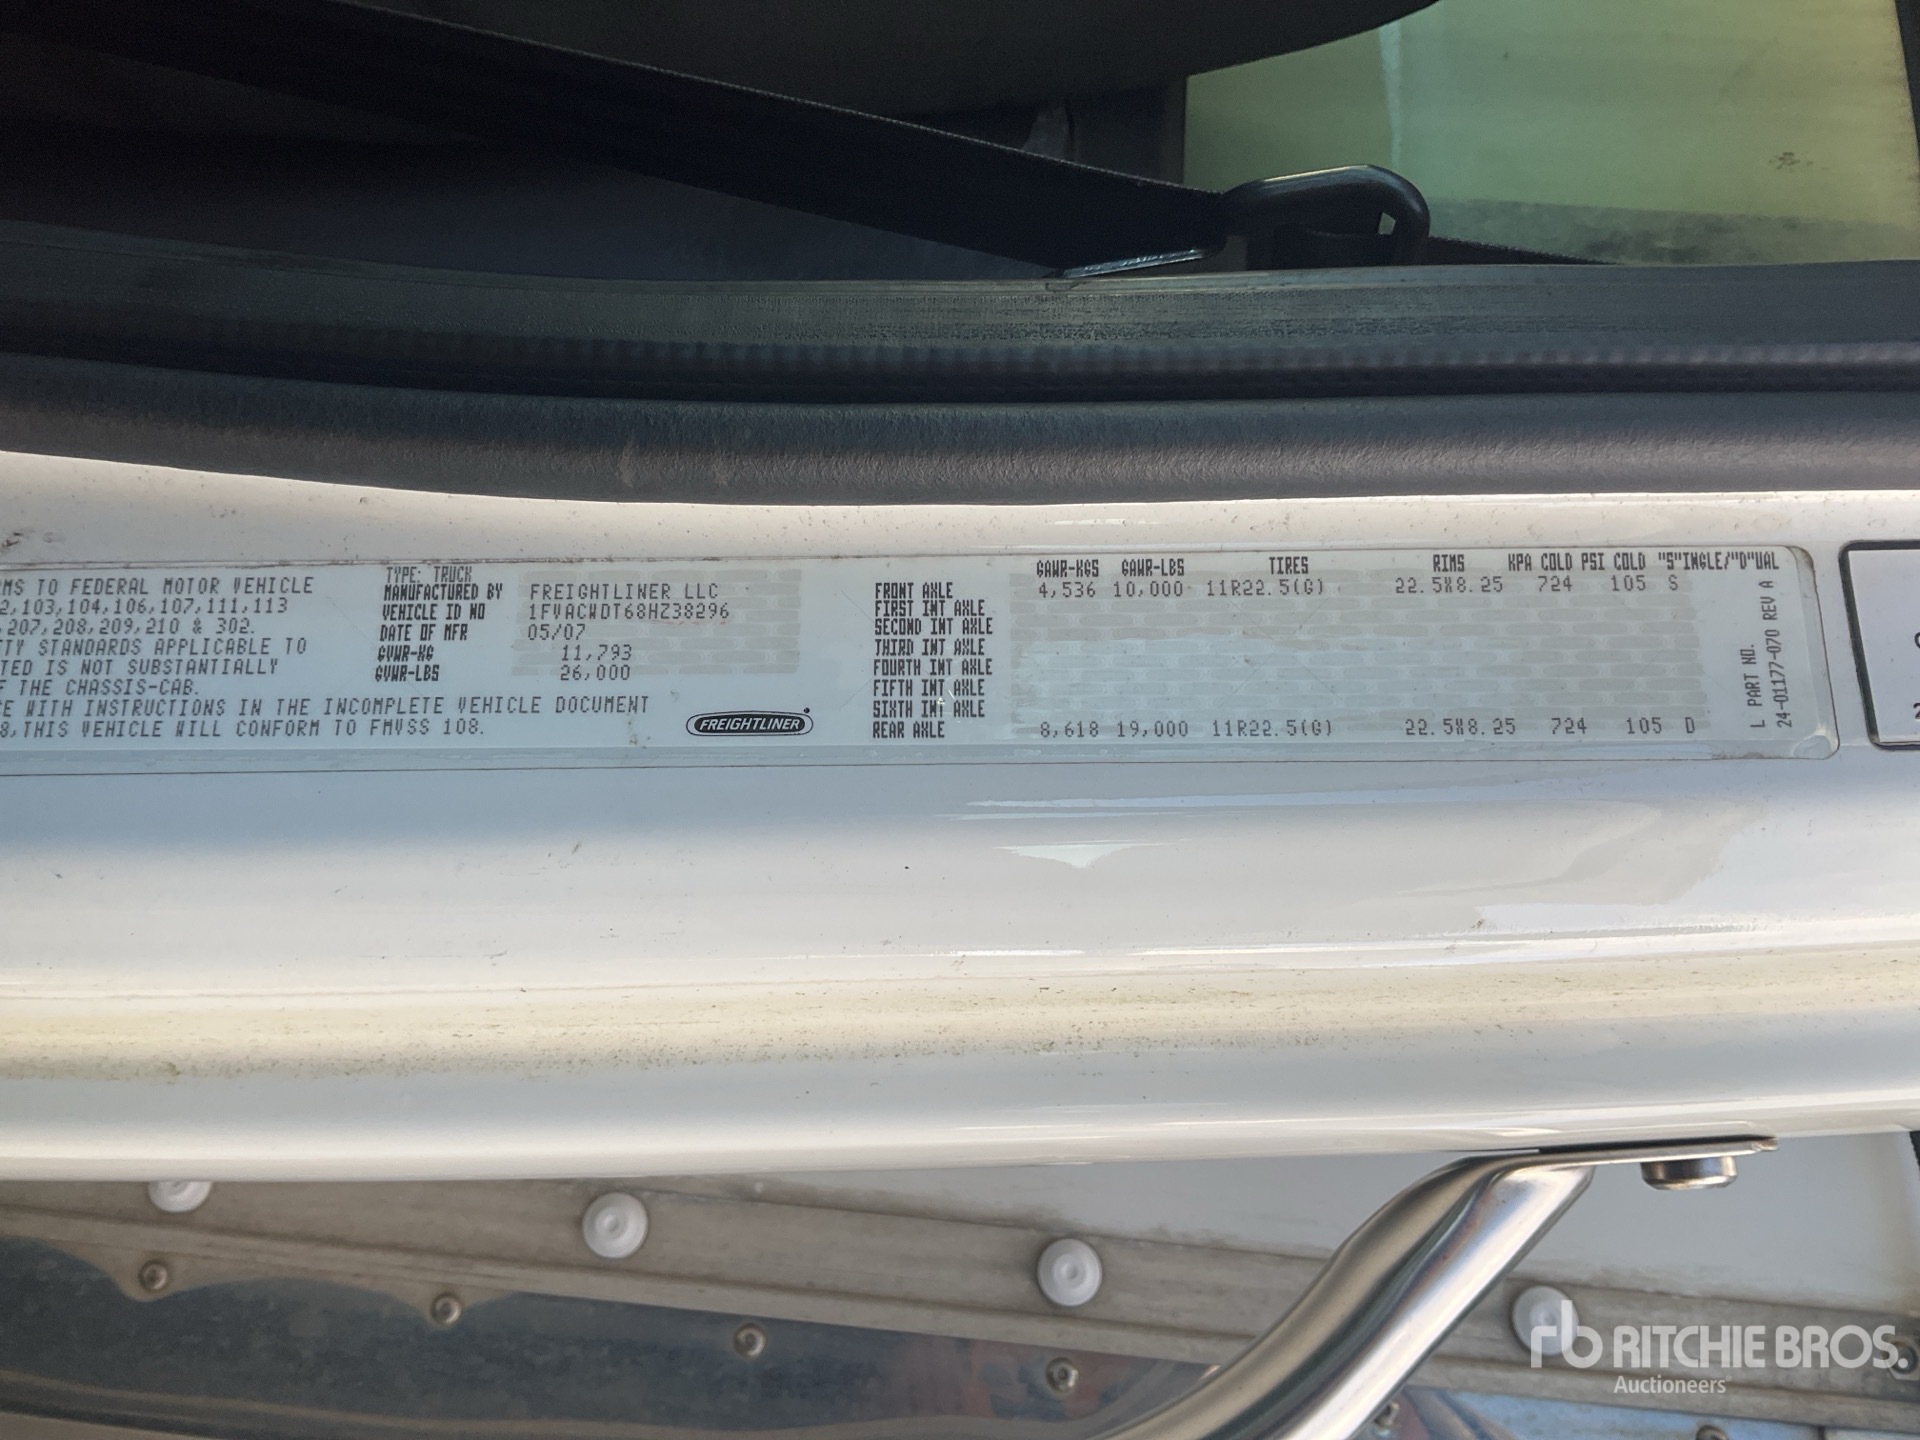 MS TO FEDERAL MOTOR VEHICLE
2,103,104,106,107,111,113
,207,208,209,210 & 302.
TY STANDARDS APPLICABLE TO
TED IS NOT SUBSTANTIALLY
F THE CHASSIS-CAB.
E WITH INSTRUCTIONS IN THE INCOMPLETE VEHICLE DOCUMENT
8,THIS VEHICLE WILL CONFORM TO FMVSS 108.
TYPE: TRUCK
MANUFACTURED BY FREIGHTLINER LLC
VEHICLE ID NO 1FVACWDT68HZ38296
DATE OF MFR 05/07
GVWR-KG 11,793
GVWR-LBS 26,000
FREIGHTLINER
GAWR-KGS GAWR-LBS TIRES RIMS KPA COLD PSI COLD "S"INGLE/"D"UAL
FRONT AXLE 4,536 10,000 11R22.5(G) 22.5X8.25 724 105 S
FIRST INT AXLE
SECOND INT AXLE
THIRD INT AXLE
FOURTH INT AXLE
FIFTH INT AXLE
SIXTH INT AXLE
REAR AXLE 8,618 19,000 11R22.5(G) 22.5X8.25 724 105 D
L PART NO.
24-01177-070 REV A
2
rb RITCHIE BROS.
Auctioneers